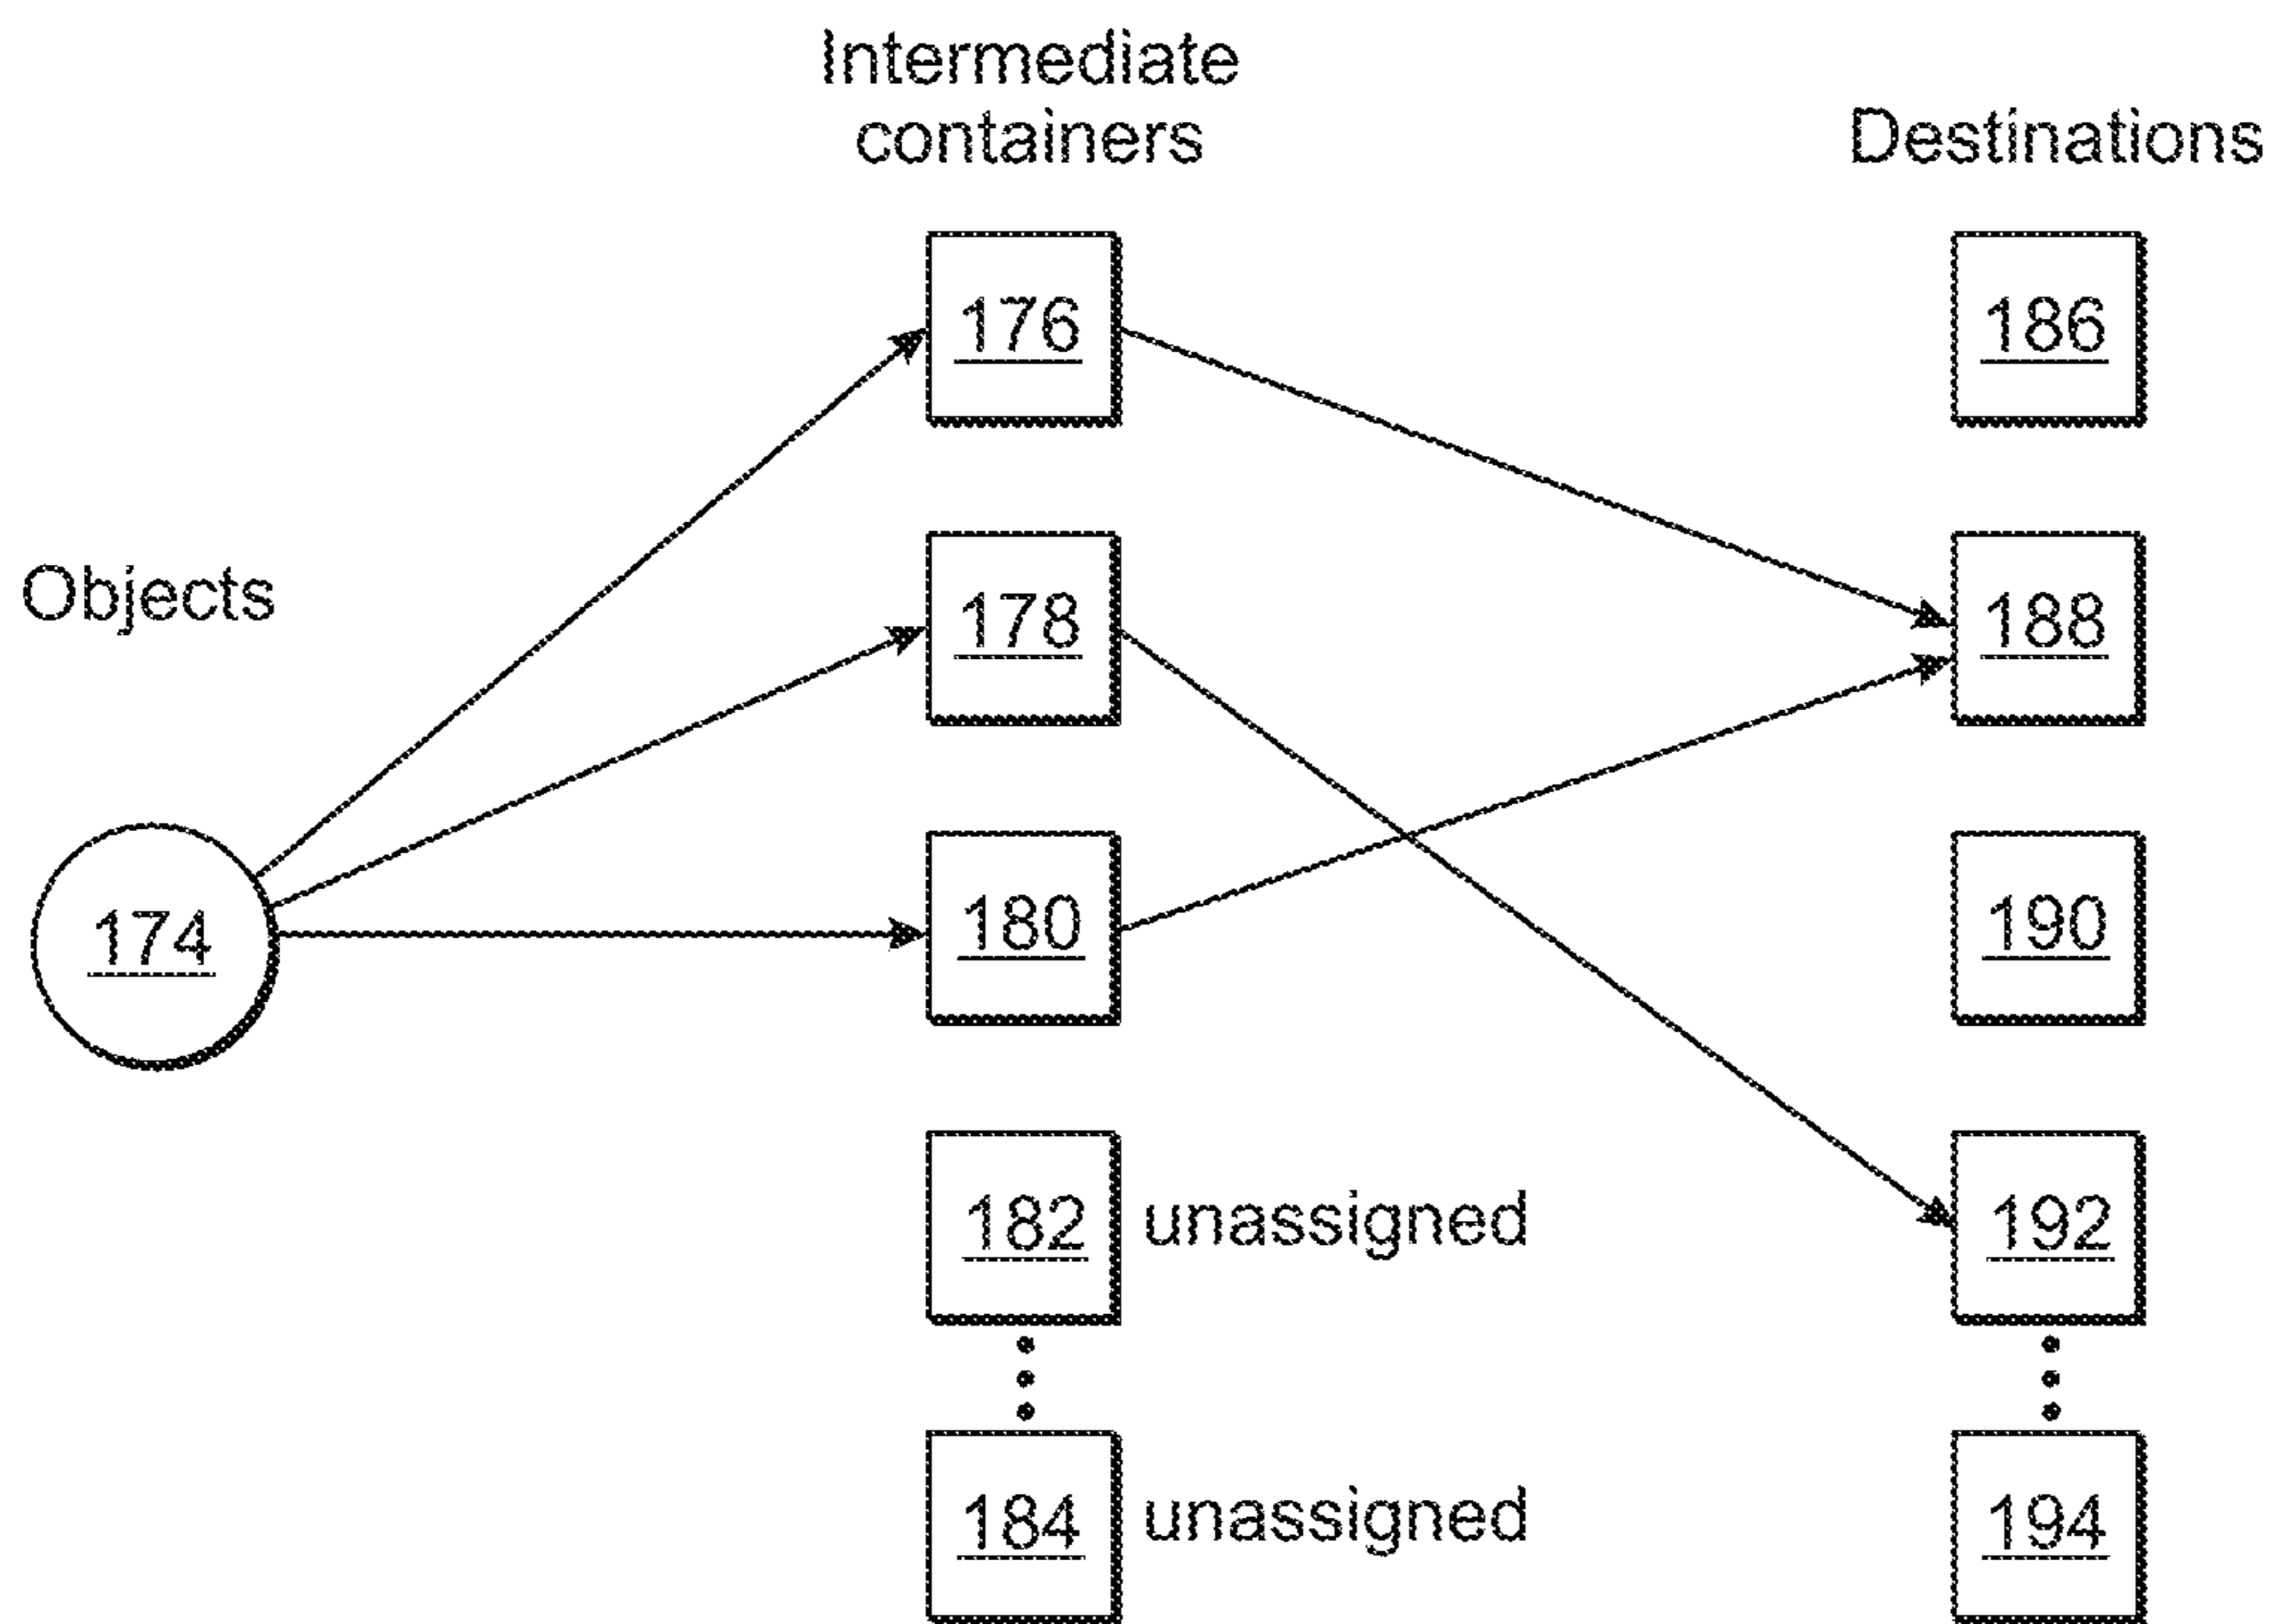 Intermediate
containers
Destinations
176
186
Objects
178
188
174
180
190
182 unassigned
192
184 unassigned
194